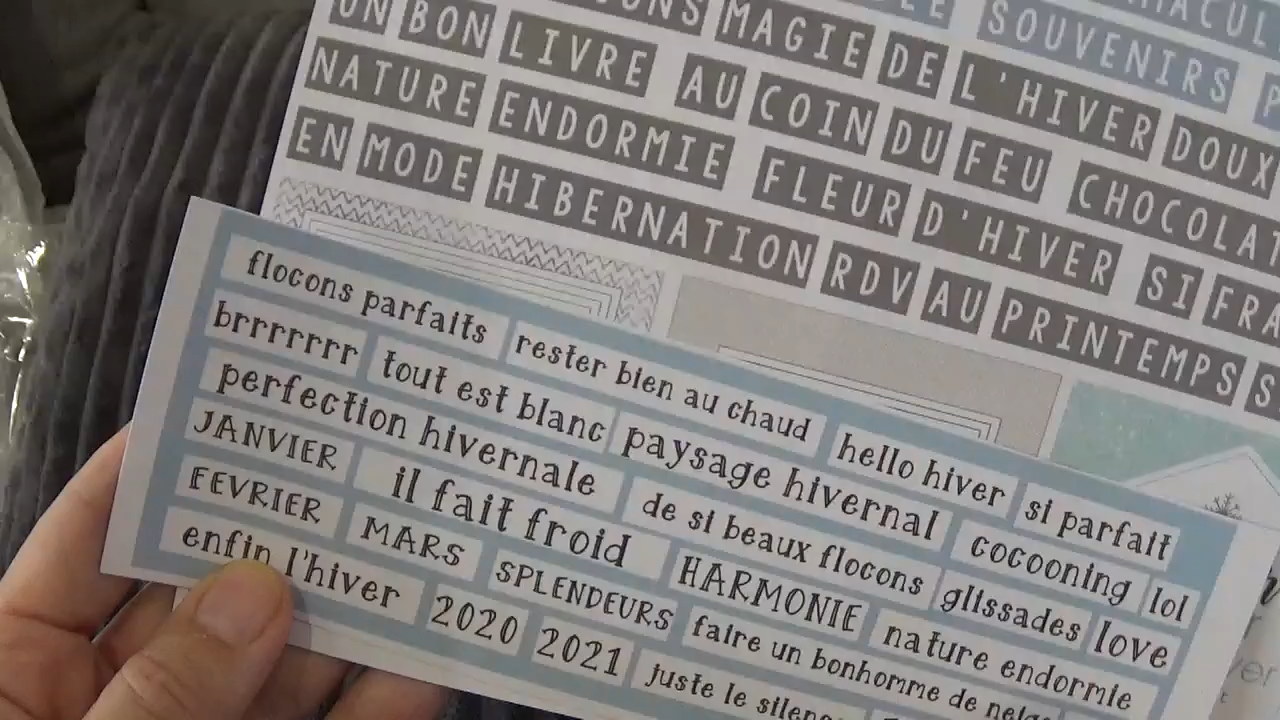 SOUVENIRS
UN BON LIVRE MAGIE DE L'HIVER DOUX
NATURE ENDORMIE AU COIN DU FEU CHOCOLAT
EN MODE HIBERNATION FLEUR D'HIVER SI
RDV AU PRINTEMPS
flocons parfaits rester bien au chaud hello hiver si parfait
brrrrrrr tout est blanc paysage hivernal cocooning lol
perfection hivernale de si beaux flocons glissades love
JANVIER il fait froid HARMONIE nature endormie
FEVRIER MARS SPLENDEURS faire un bonhomme de neige
enfin l'hiver 2020 2021 juste le silence